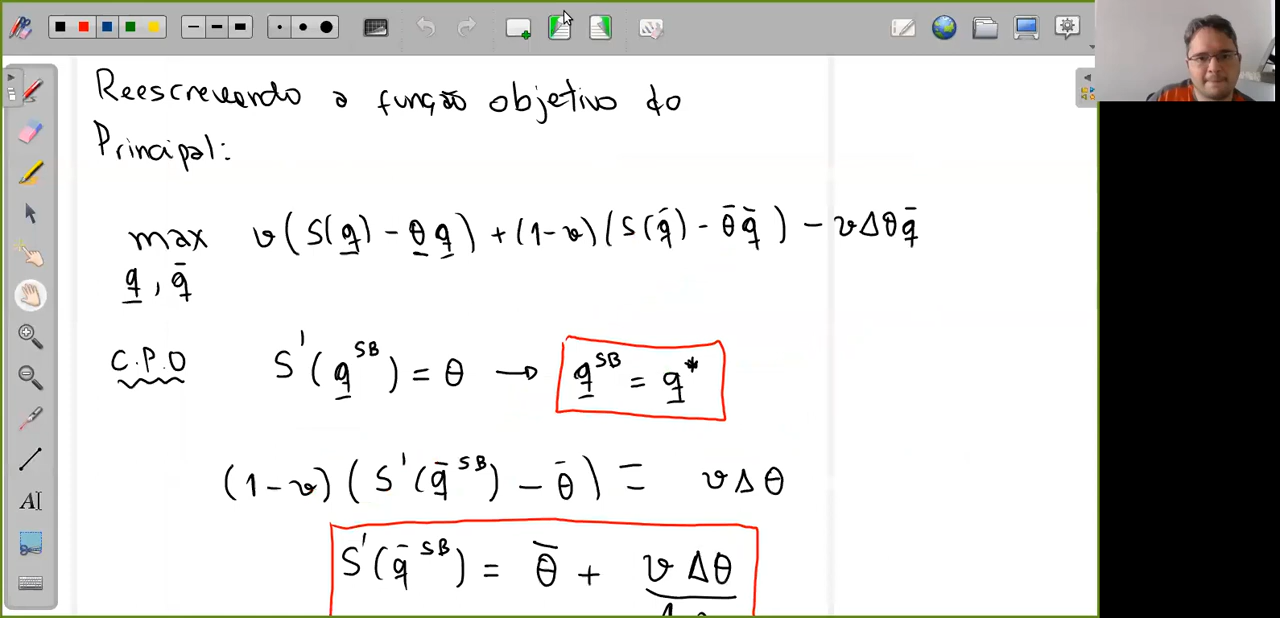 Reescrevendo a função objetivo do
Principal:
max ν(S(q̲) - θ̲q̲) + (1-ν)(S(q̄) - θ̄q̄) - νΔθq̄
q̲, q̄
C.P.O S'(q̲^SB) = θ → q̲^SB = q̲*
(1-ν)(S'(q̄^SB) - θ̄) = νΔθ
S'(q̄^SB) = θ̄ + νΔθ